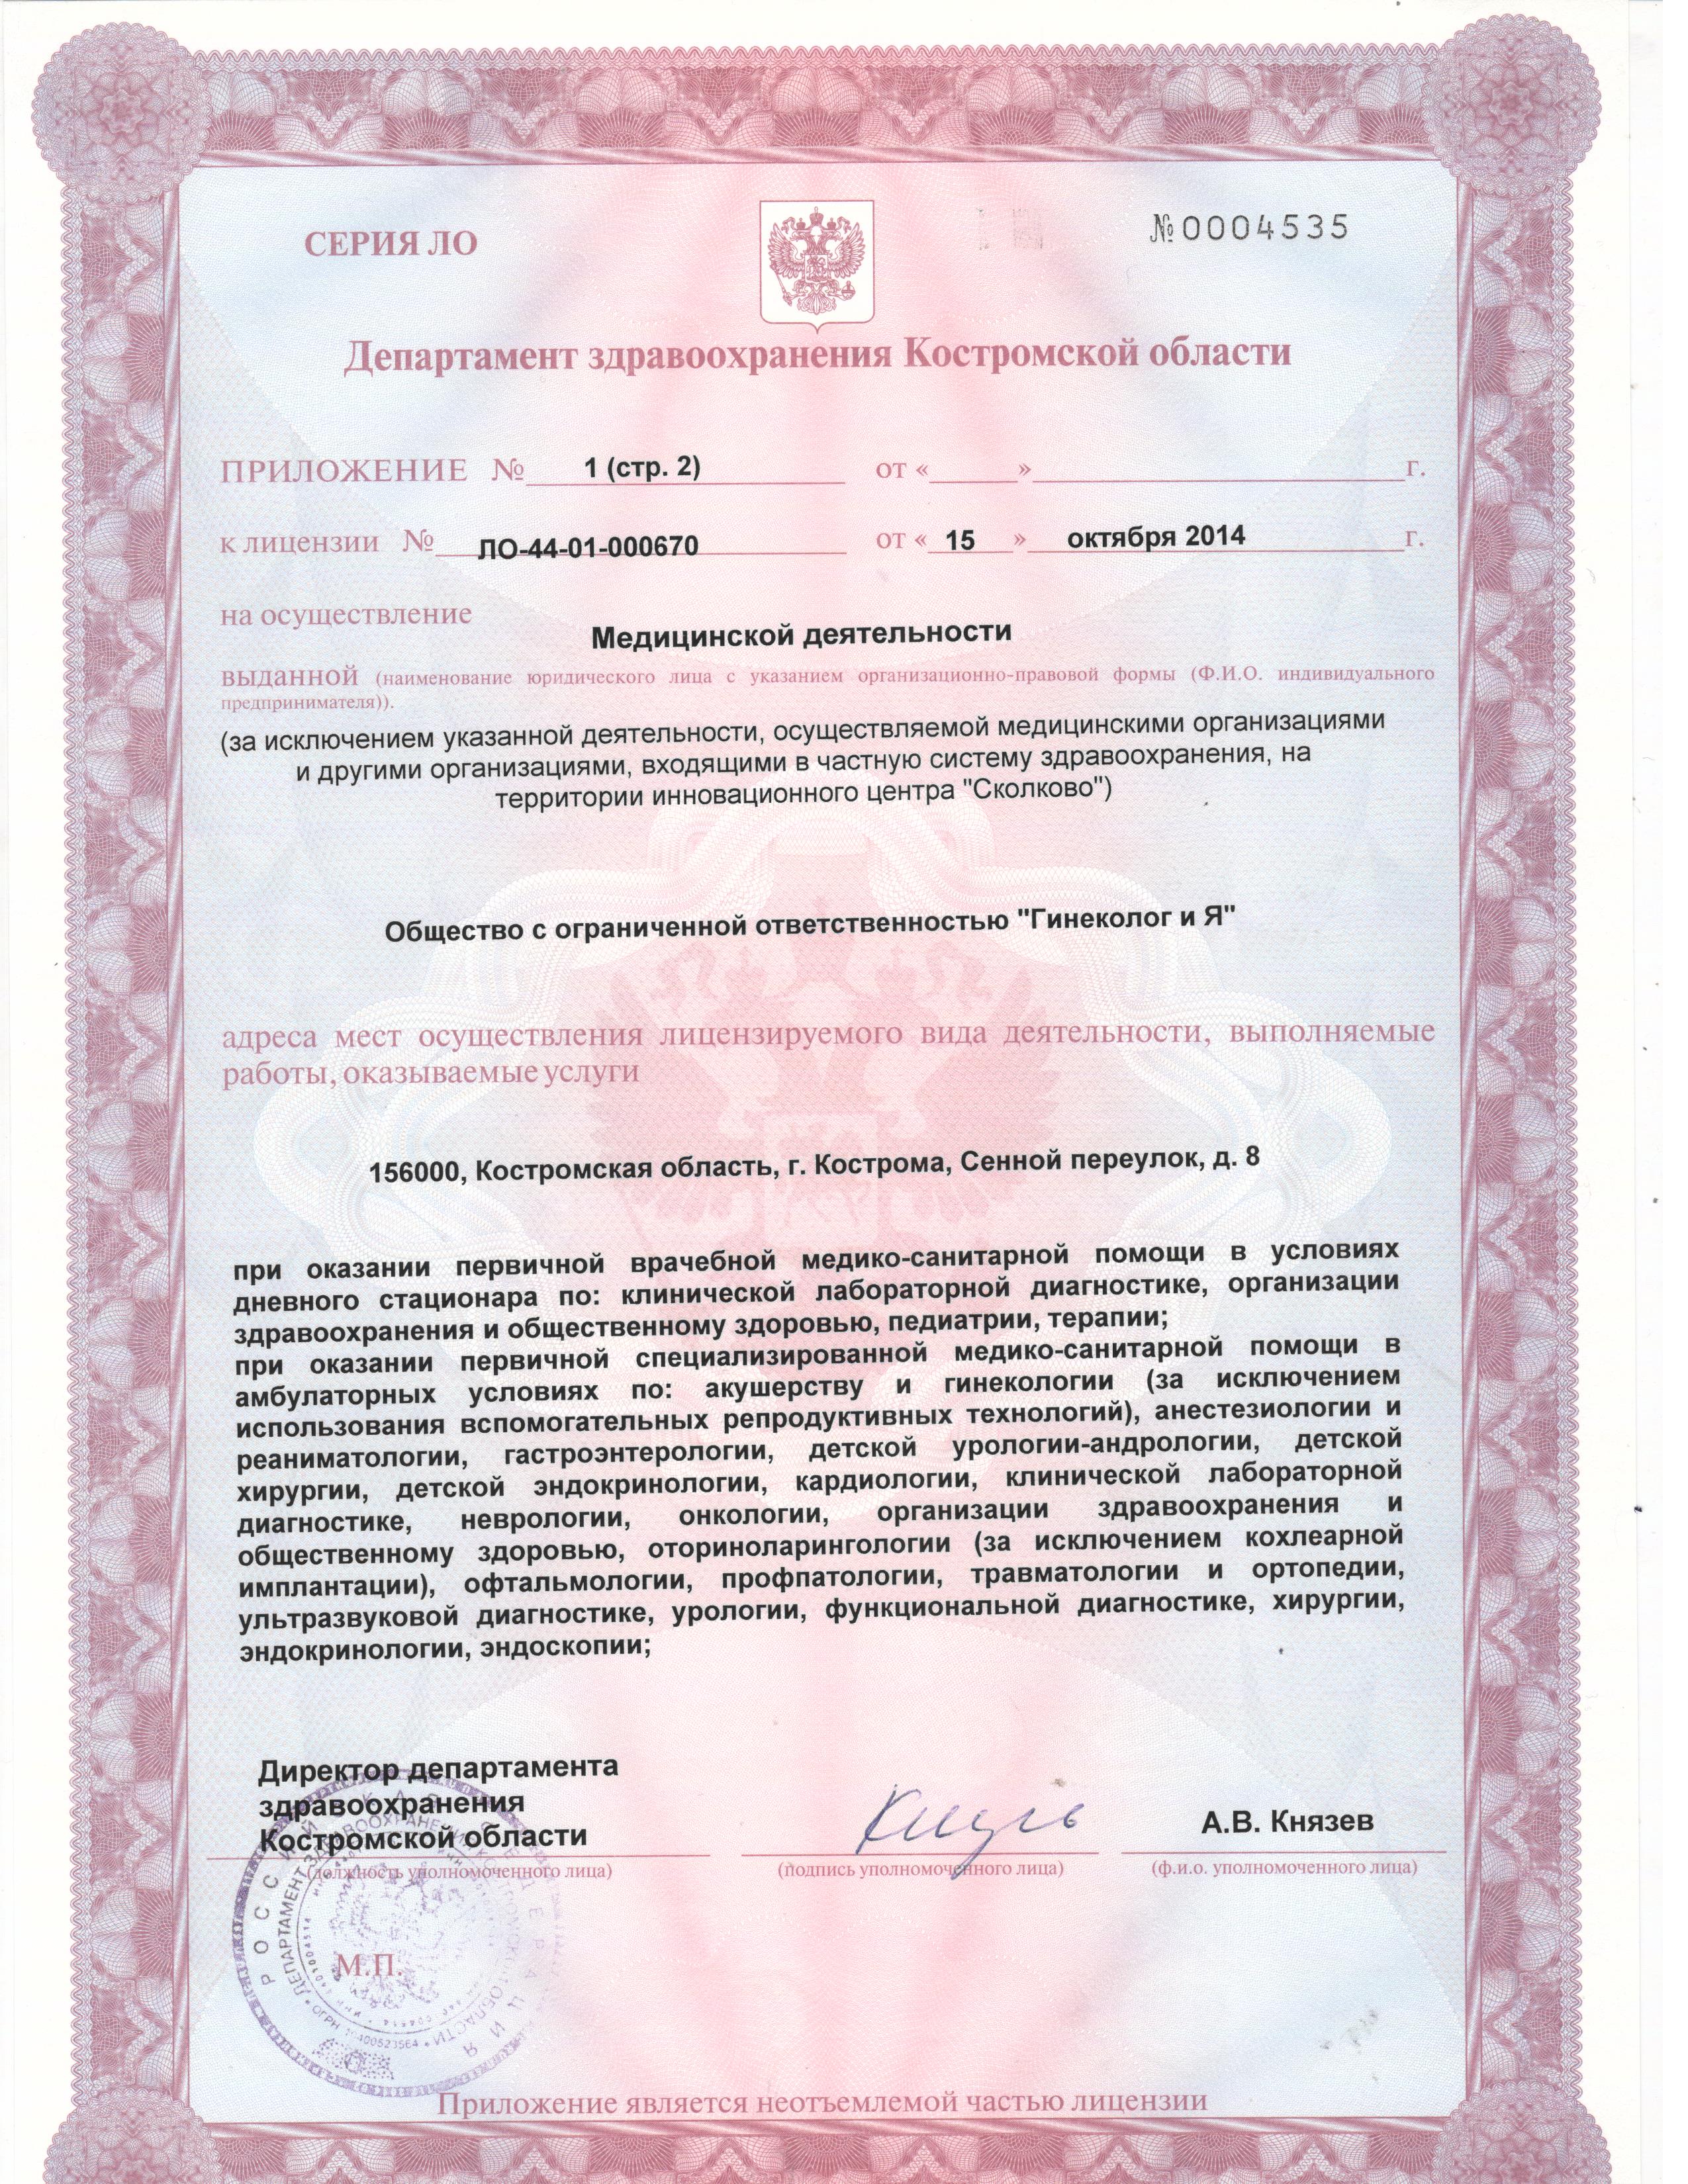 СЕРИЯ ЛО
№0004535
Департамент здравоохранения Костромской области
ПРИЛОЖЕНИЕ № 1 (стр. 2) от « » г.
к лицензии № ЛО-44-01-000670 от « 15 » октября 2014 г.
на осуществление
Медицинской деятельности
выданной (наименование юридического лица с указанием организационно-правовой формы (Ф.И.О. индивидуального
предпринимателя)).
(за исключением указанной деятельности, осуществляемой медицинскими организациями
и другими организациями, входящими в частную систему здравоохранения, на
территории инновационного центра "Сколково")
Общество с ограниченной ответственностью "Гинеколог и Я"
адреса мест осуществления лицензируемого вида деятельности, выполняемые
работы, оказываемые услуги
156000, Костромская область, г. Кострома, Сенной переулок, д. 8
при оказании первичной врачебной медико-санитарной помощи в условиях
дневного стационара по: клинической лабораторной диагностике, организации
здравоохранения и общественному здоровью, педиатрии, терапии;
при оказании первичной специализированной медико-санитарной помощи в
амбулаторных условиях по: акушерству и гинекологии (за исключением
использования вспомогательных репродуктивных технологий), анестезиологии и
реаниматологии, гастроэнтерологии, детской урологии-андрологии, детской
хирургии, детской эндокринологии, кардиологии, клинической лабораторной
диагностике, неврологии, онкологии, организации здравоохранения и
общественному здоровью, оториноларингологии (за исключением кохлеарной
имплантации), офтальмологии, профпатологии, травматологии и ортопедии,
ультразвуковой диагностике, урологии, функциональной диагностике, хирургии,
эндокринологии, эндоскопии;
Директор департамента
здравоохранения
Костромской области
А.В. Князев
(должность уполномоченного лица) (подпись уполномоченного лица) (ф.и.о. уполномоченного лица)
РОССИЙСКАЯ ФЕДЕРАЦИЯ
ДЕПАРТАМЕНТ ЗДРАВООХРАНЕНИЯ КОСТРОМСКОЙ ОБЛАСТИ
М.П.
Приложение является неотъемлемой частью лицензии